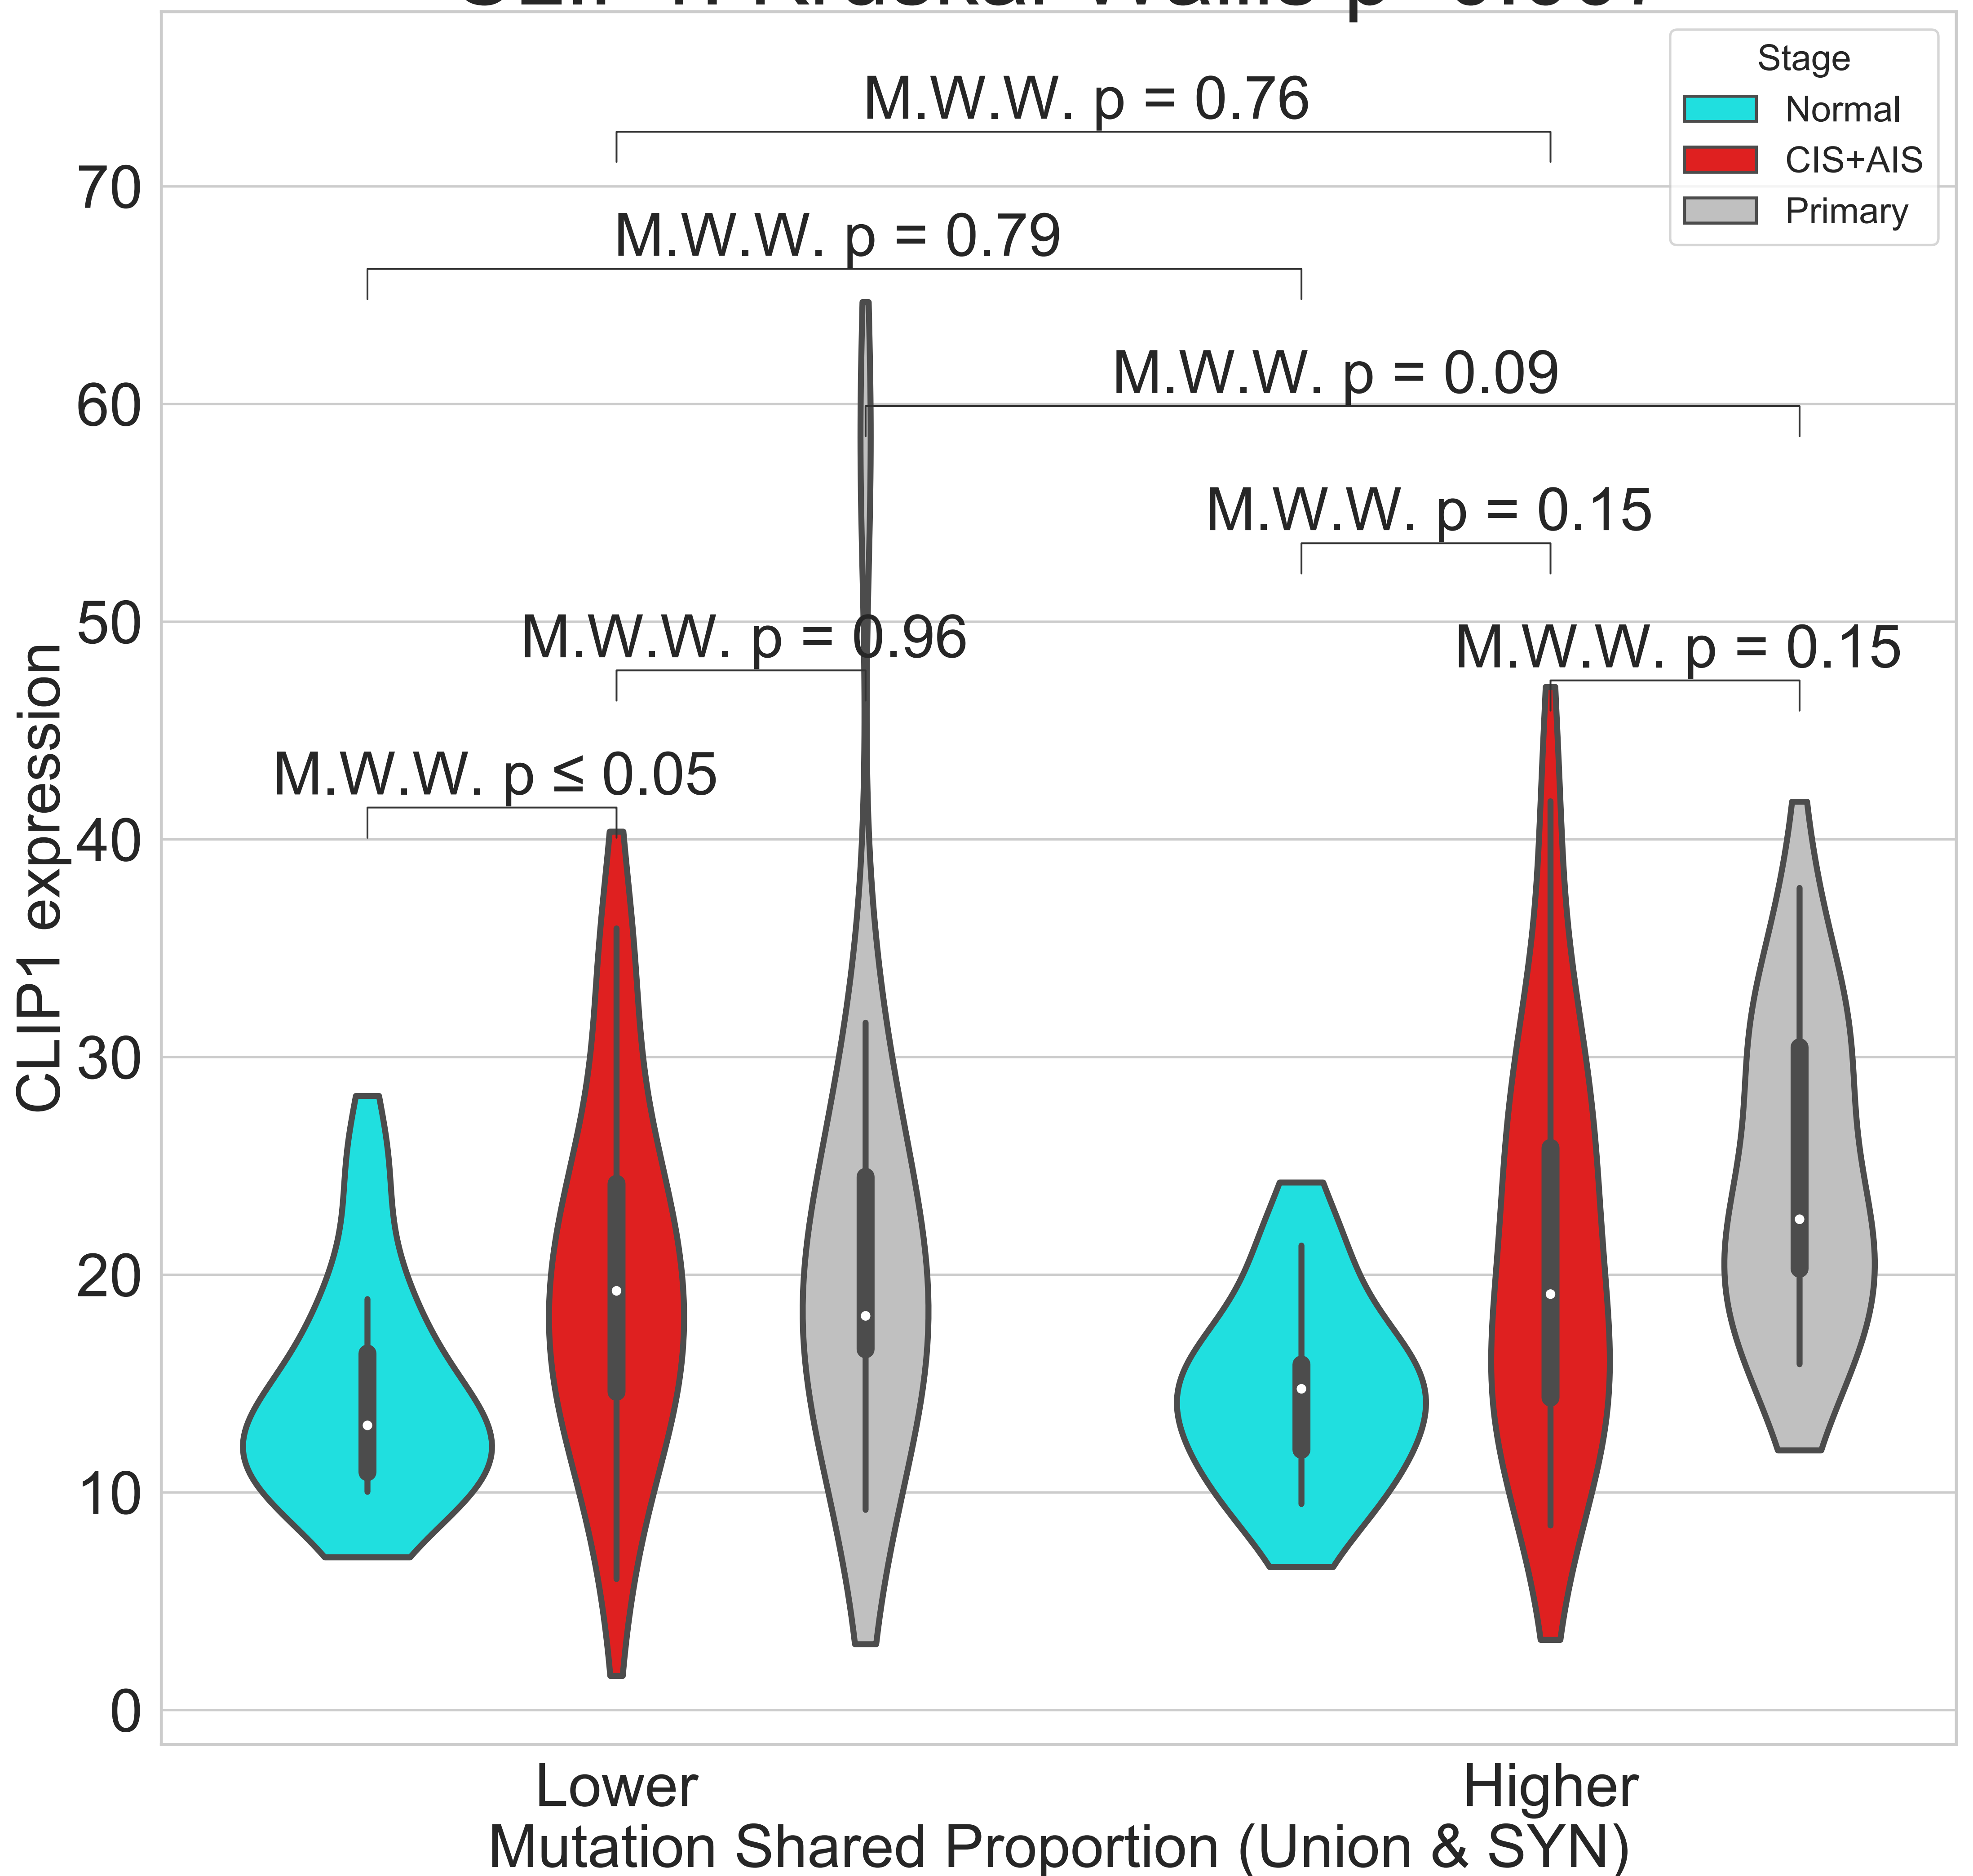 Stage
Normal
CIS+AIS
Primary
M.W.W. p = 0.76
M.W.W. p = 0.79
M.W.W. p = 0.09
M.W.W. p = 0.15
M.W.W. p = 0.96
M.W.W. p = 0.15
M.W.W. p ≤ 0.05
CLIP1 expression
70
60
50
40
30
20
10
0
Lower
Higher
Mutation Shared Proportion (Union & SYN)